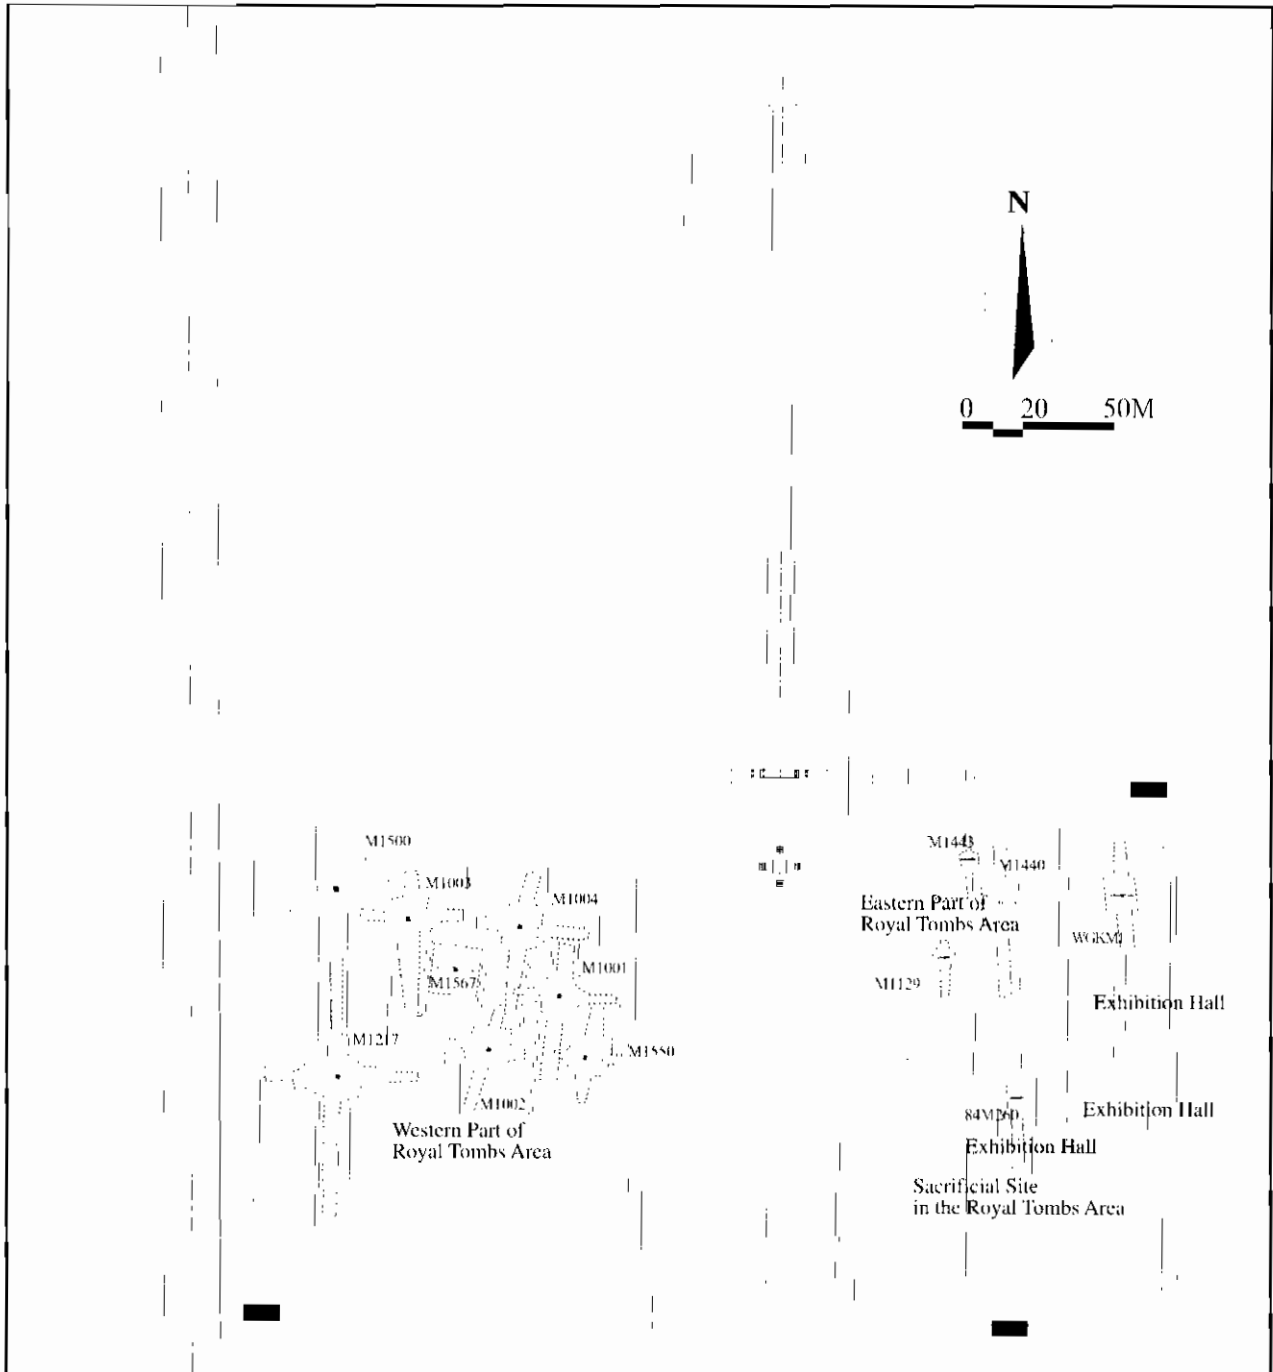 N
0 20 50M
M1500
M1003
M1004
M1443
M1440
Eastern Part of
Royal Tombs Area
WGKM1
M1567
M1001
M1129
Exhibition Hall
M1217
M1550
M1002
84M260
Exhibition Hall
Western Part of
Royal Tombs Area
Exhibition Hall
Sacrificial Site
in the Royal Tombs Area